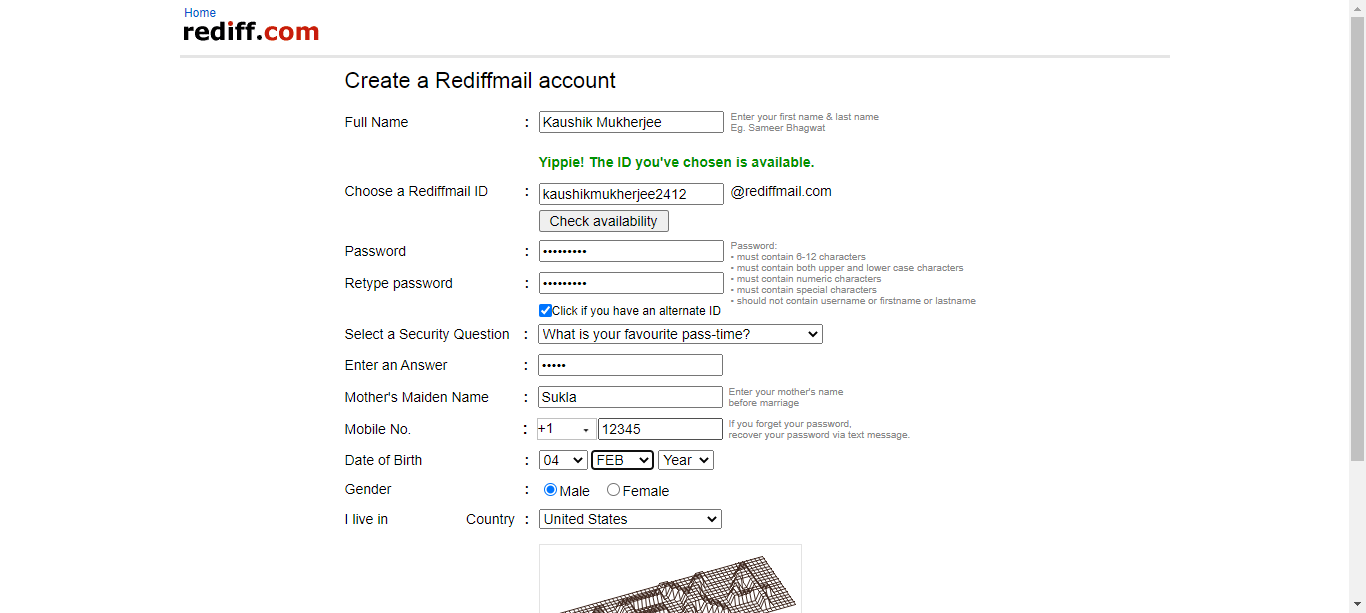 Home
rediff.com
Create a Rediffmail account
Full Name : Kaushik Mukherjee
Enter your first name & last name
Eg. Sameer Bhagwat
Yippie! The ID you've chosen is available.
Choose a Rediffmail ID : kaushikmukherjee2412 @rediffmail.com
Check availability
Password : •••••••••
Password:
• must contain 6-12 characters
• must contain both upper and lower case characters
• must contain numeric characters
• must contain special characters
• should not contain username or firstname or lastname
Retype password : •••••••••
Click if you have an alternate ID
Select a Security Question : What is your favourite pass-time?
Enter an Answer : •••••
Mother's Maiden Name : Sukla
Enter your mother's name
before marriage
Mobile No. : +1 12345
If you forget your password,
recover your password via text message.
Date of Birth : 04 FEB Year
Gender : Male Female
I live in Country : United States